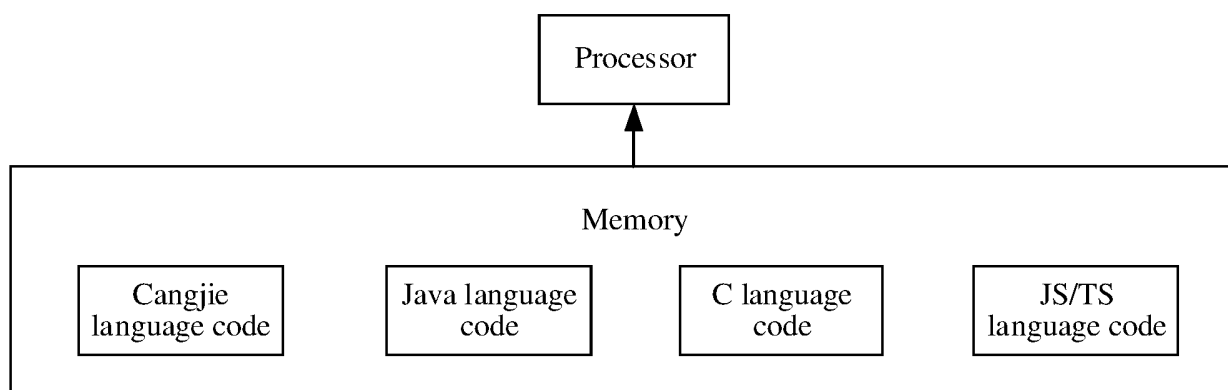 Processor
Memory
Cangjie
language code
Java language
code
C language
code
JS/TS
language code